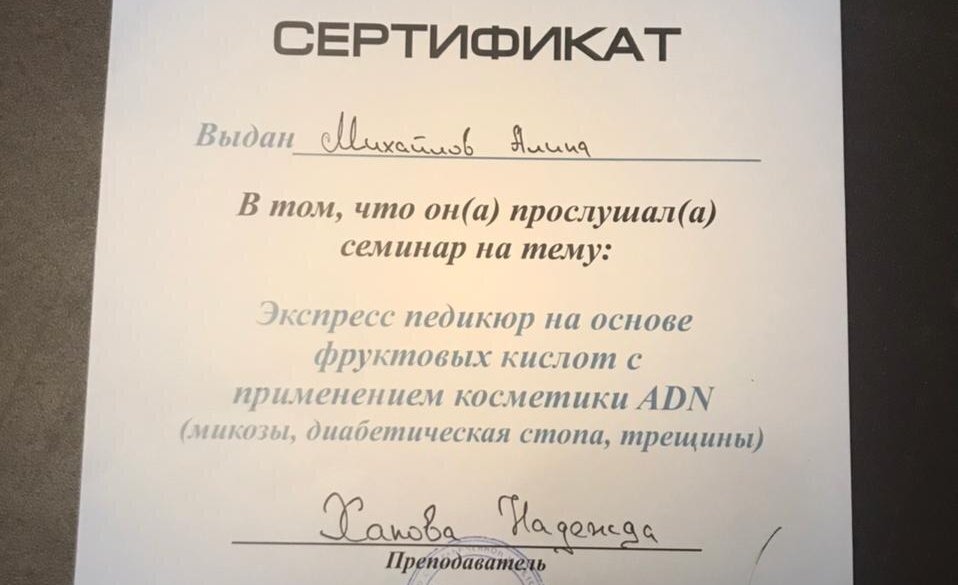 СЕРТИФИКАТ
Выдан Михайлов Алина
В том, что он(а) прослушал(а)
семинар на тему:
Экспресс педикюр на основе
фруктовых кислот с
применением косметики ADN
(микозы, диабетическая стопа, трещины)
Ханова Надежда
Преподаватель